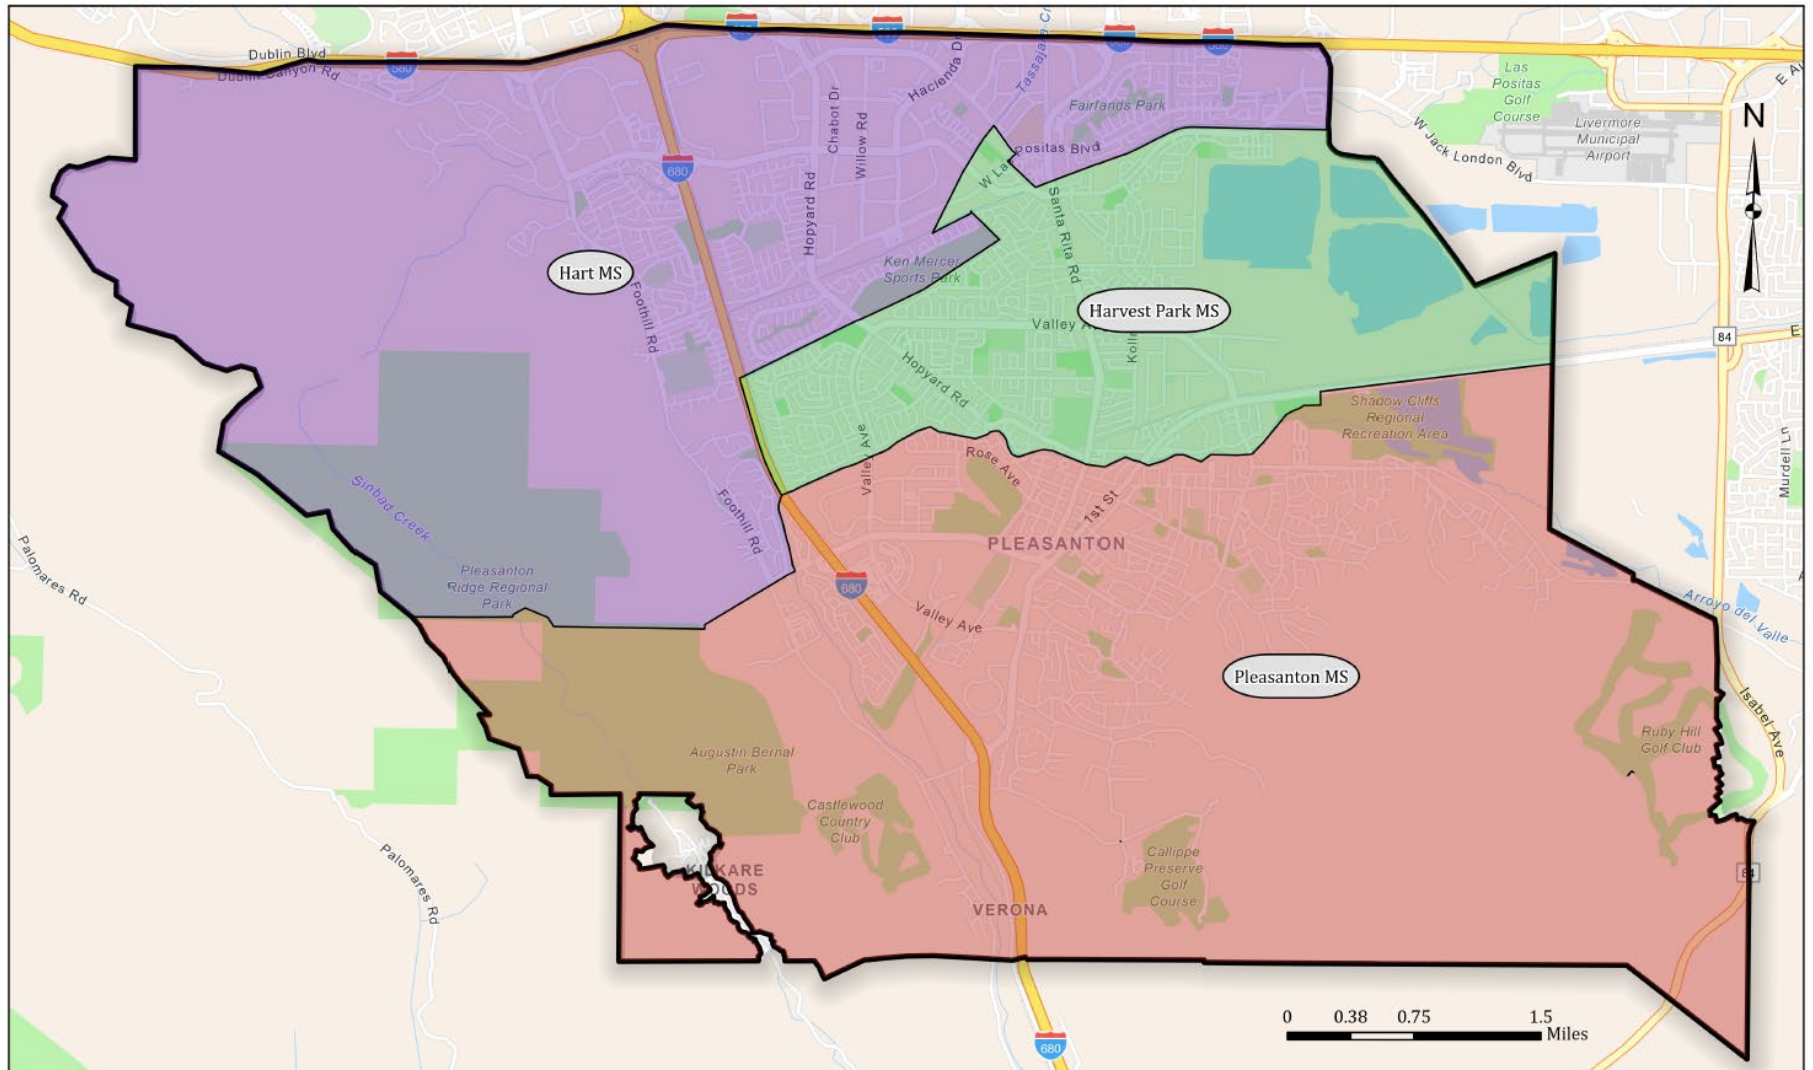 Dublin Blvd
Dublin Canyon Rd
580
580
Hacienda Dr
Chabot Dr
Willow Rd
Fairlands Park
Las
Positas
Golf
Course
Livermore
Municipal
Airport
N
W Jack London Blvd
Positas Blvd
680
Hopyard Rd
Santa Rita Rd
Ken Mercer
Sports Park
Hart MS
Foothill Rd
Harvest Park MS
Valley
84
Hopyard Rd
Shadow Cliffs
Regional
Recreation Area
Valley Ave
Rose Ave
Murdell Ln
Sinbad Creek
Foothill Rd
1st St
PLEASANTON
Palomares Rd
Pleasanton
Ridge Regional
Park
680
Valley Ave
Arroyo del Valle
Pleasanton MS
Isabel Ave
Ruby Hill
Golf Club
Augustin Bernal
Park
Castlewood
Country
Club
Palomares Rd
KILKARE
WOODS
Callippe
Preserve
Golf
Course
84
VERONA
0 0.38 0.75 1.5
Miles
680